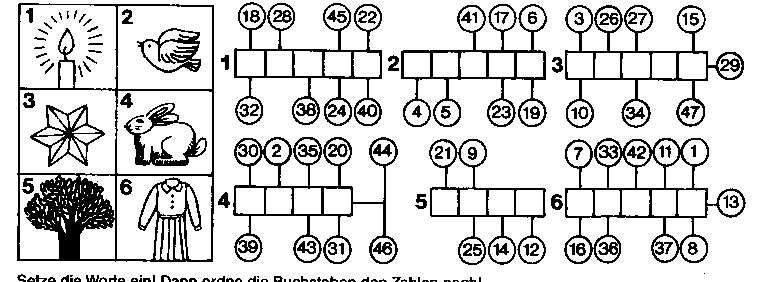 1 2
3 4
5 6
18 28 45 22
1
32 38 24 40
41 17 6
2
4 5 23 19
3 26 27 15
3 29
10 34 47
30 2 35 20 44
4
39 43 31 46
21 9
5
25 14 12
7 33 42 11 1
6 13
16 36 37 8
Setze die Worte ein! Dann ordne die Buchstaben den Zahlen nach!